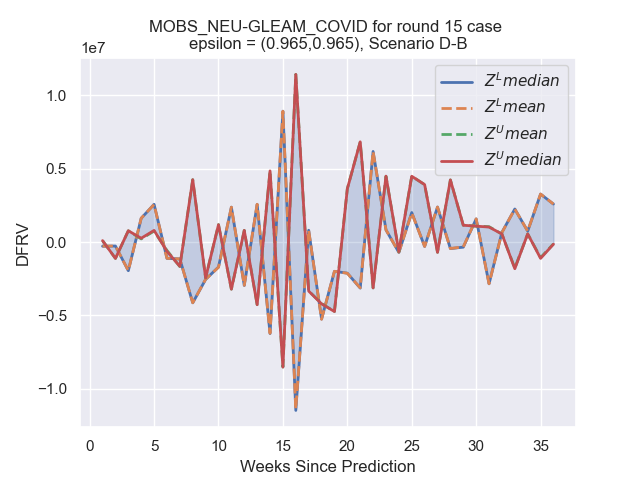 MOBS_NEU-GLEAM_COVID for round 15 case
epsilon = (0.965,0.965), Scenario D-B
1e7
Z^L median
Z^L mean
Z^U mean
Z^U median
1.0
0.5
0.0
−0.5
−1.0
DFRV
0 5 10 15 20 25 30 35
Weeks Since Prediction